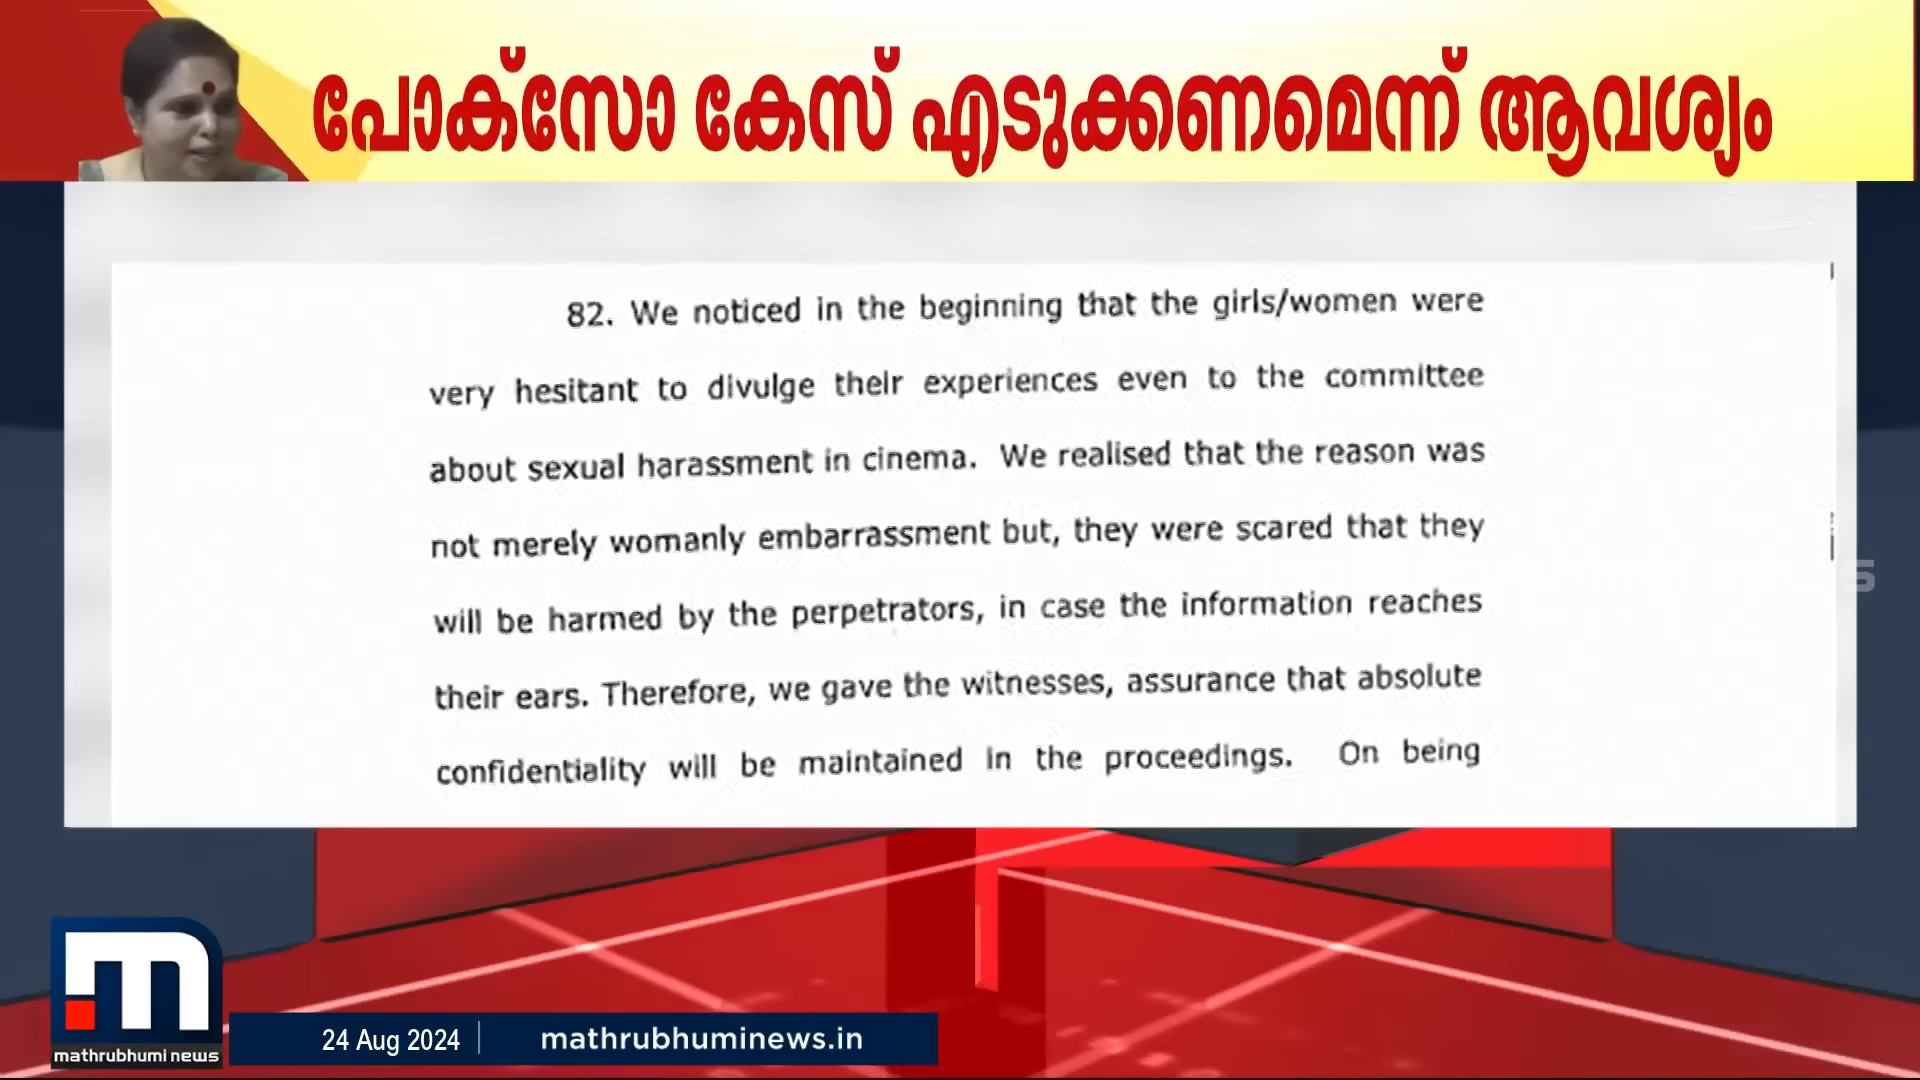 പോക്സോ കേസ് എടുക്കണമെന്ന് ആവശ്യം
82. We noticed in the beginning that the girls/women were
very hesitant to divulge their experiences even to the committee
about sexual harassment in cinema. We realised that the reason was
not merely womanly embarrassment but, they were scared that they
will be harmed by the perpetrators, in case the information reaches
their ears. Therefore, we gave the witnesses, assurance that absolute
confidentiality will be maintained in the proceedings. On being
mathrubhumi news
24 Aug 2024
mathrubhuminews.in